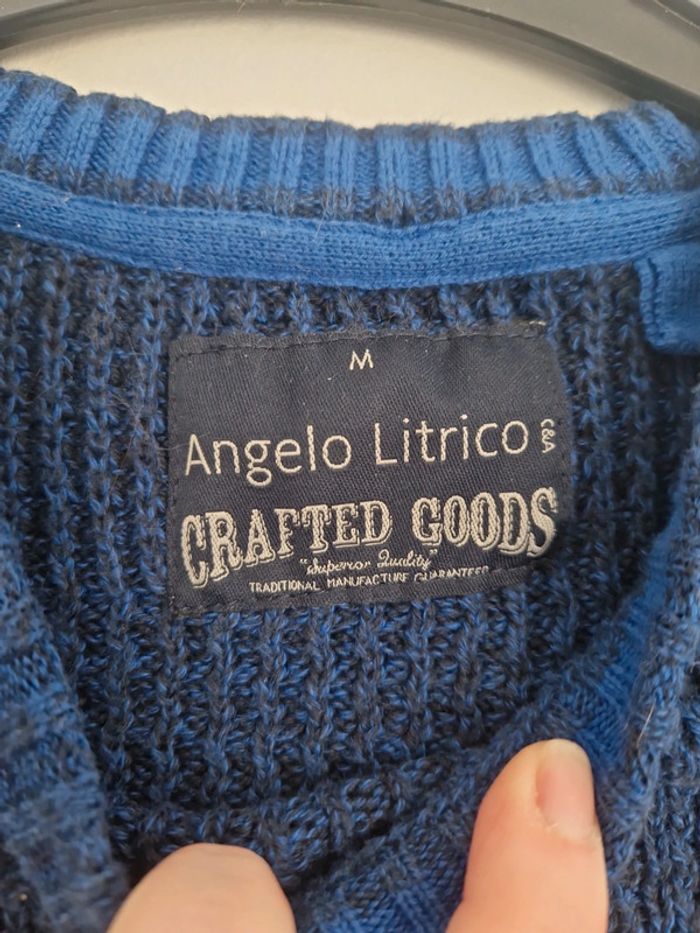 M
Angelo Litrico C&A
CRAFTED GOODS
"Superior Quality"
TRADITIONAL MANUFACTURE GUARANTEED